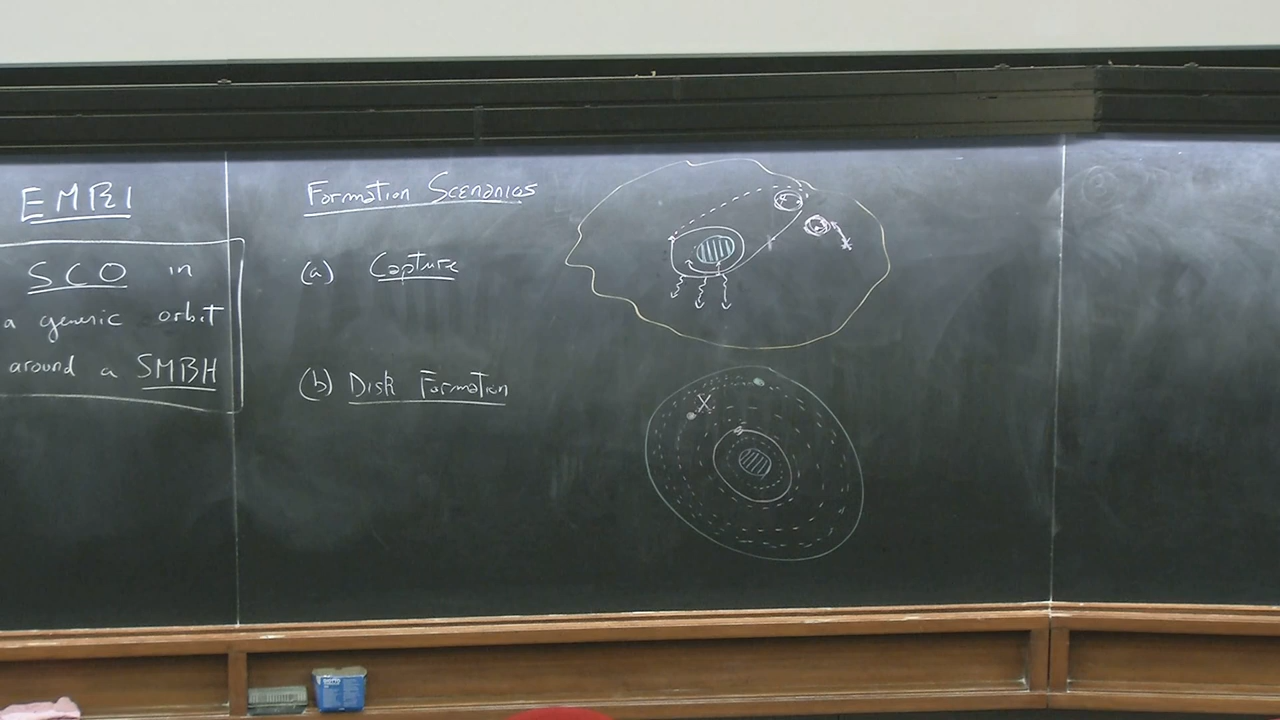 EMRI
SCO in
a generic orbit
around a SMBH
Formation Scenarios
(a) Capture
(b) Disk Formation